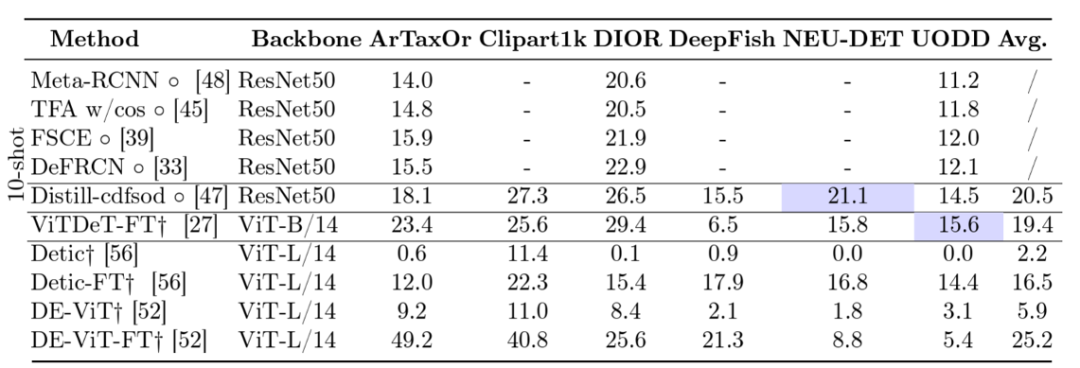 Method Backbone ArTaxOr Clipart1k DIOR DeepFish NEU-DET UODD Avg.
10-shot
Meta-RCNN ○ [48] ResNet50 14.0 - 20.6 - - 11.2 /
TFA w/cos ○ [45] ResNet50 14.8 - 20.5 - - 11.8 /
FSCE ○ [39] ResNet50 15.9 - 21.9 - - 12.0 /
DeFRCN ○ [33] ResNet50 15.5 - 22.9 - - 12.1 /
Distill-cdfsod ○ [47] ResNet50 18.1 27.3 26.5 15.5 21.1 14.5 20.5
ViTDeT-FT† [27] ViT-B/14 23.4 25.6 29.4 6.5 15.8 15.6 19.4
Detic† [56] ViT-L/14 0.6 11.4 0.1 0.9 0.0 0.0 2.2
Detic-FT† [56] ViT-L/14 12.0 22.3 15.4 17.9 16.8 14.4 16.5
DE-ViT† [52] ViT-L/14 9.2 11.0 8.4 2.1 1.8 3.1 5.9
DE-ViT-FT† [52] ViT-L/14 49.2 40.8 25.6 21.3 8.8 5.4 25.2